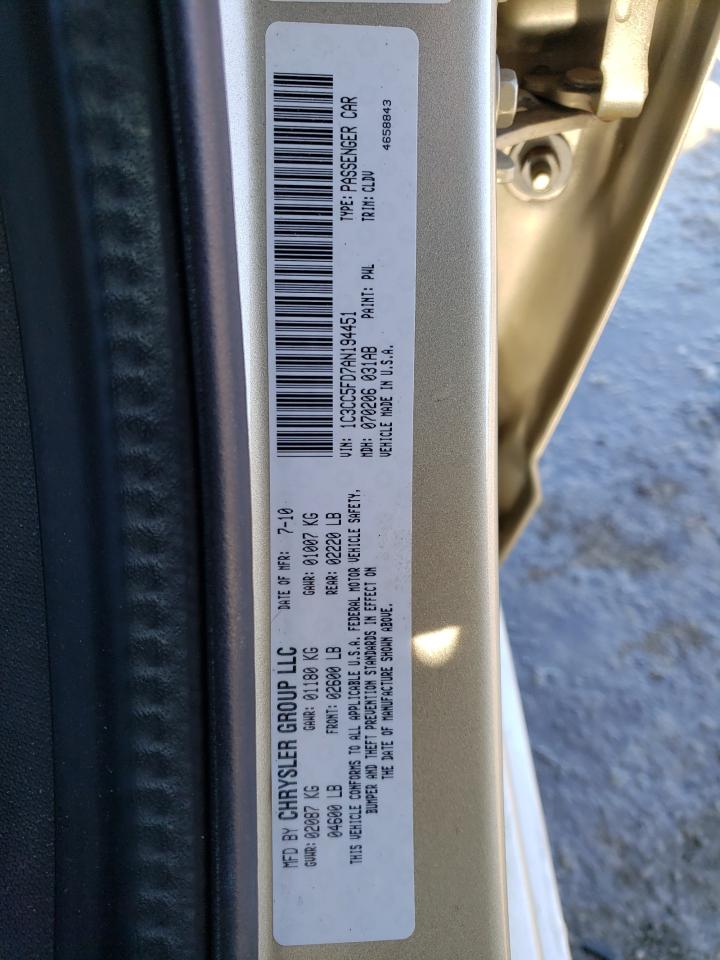 MFD BY CHRYSLER GROUP LLC
DATE OF MFR: 7-10
GVWR: 02087 KG
GAWR: 01180 KG
GAWR: 01007 KG
04600 LB
FRONT: 02600 LB
REAR: 02220 LB
THIS VEHICLE CONFORMS TO ALL APPLICABLE U.S.A. FEDERAL MOTOR VEHICLE SAFETY,
BUMPER AND THEFT PREVENTION STANDARDS IN EFFECT ON
THE DATE OF MANUFACTURE SHOWN ABOVE.
VIN: 1C3CC5FD7AN194451
TYPE: PASSENGER CAR
MDH: 070206 031AB
PAINT: PWL
TRIM: CLDV
VEHICLE MADE IN U.S.A.
4658843